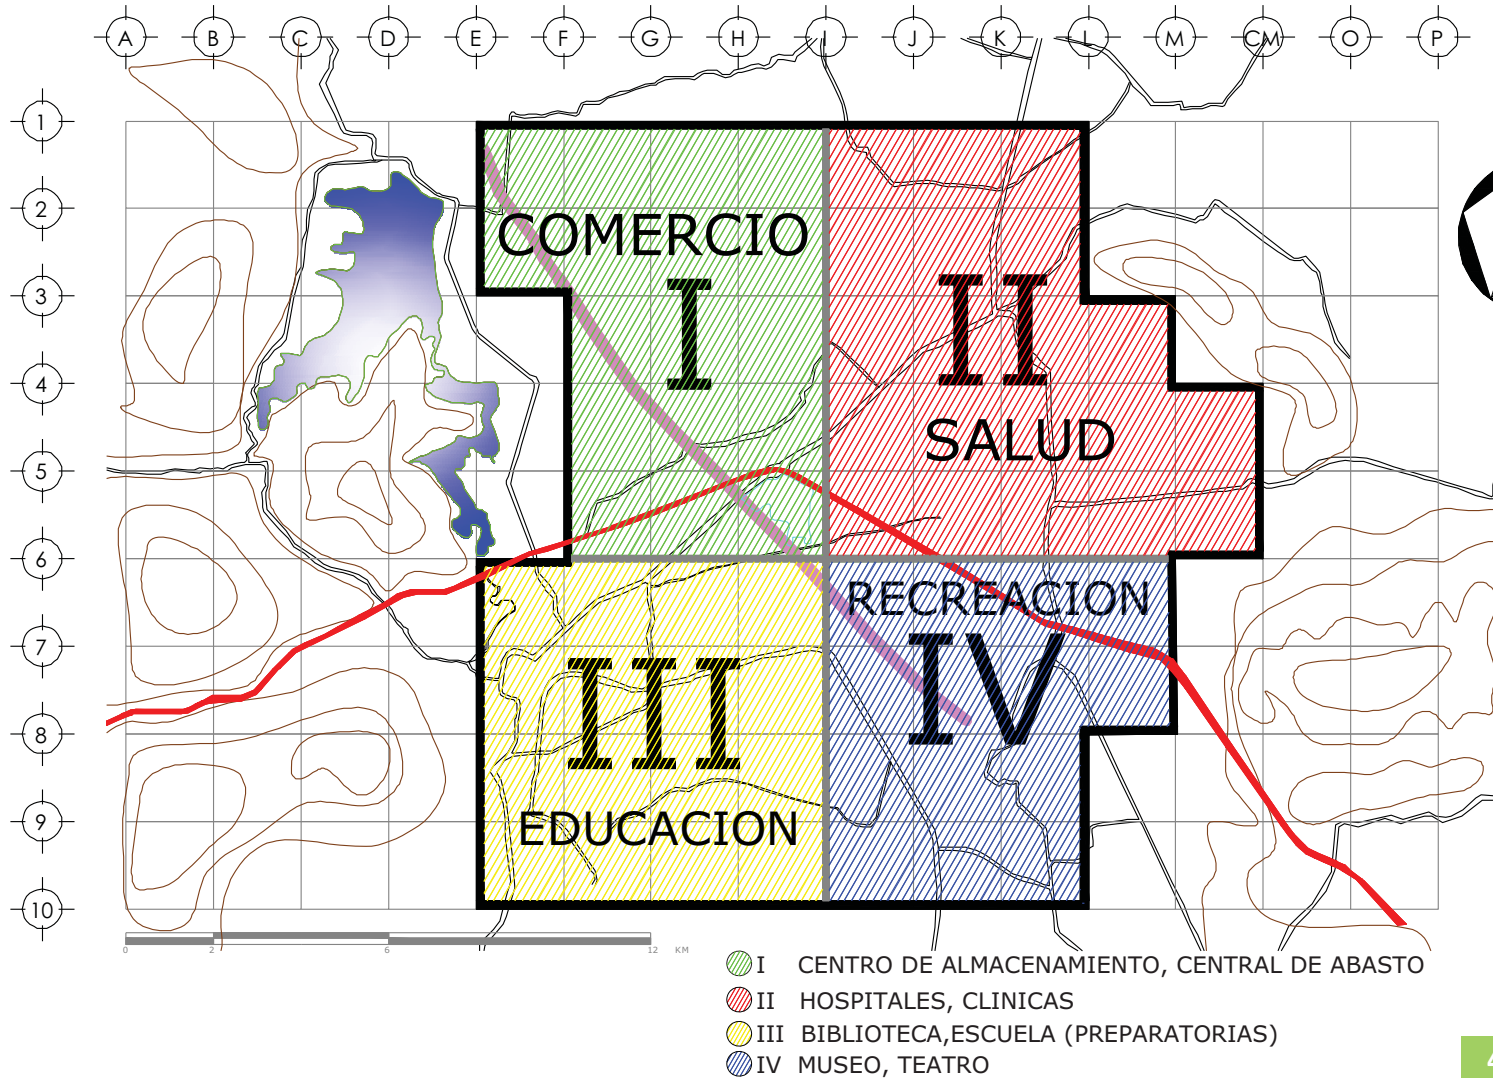 A B C D E F G H I J K L M CM O P
1
2
3
4
5
6
7
8
9
10
COMERCIO
I
II
SALUD
RECREACION
IV
III
EDUCACION
0 2 6 12 KM
I CENTRO DE ALMACENAMIENTO, CENTRAL DE ABASTO
II HOSPITALES, CLINICAS
III BIBLIOTECA,ESCUELA (PREPARATORIAS)
IV MUSEO, TEATRO